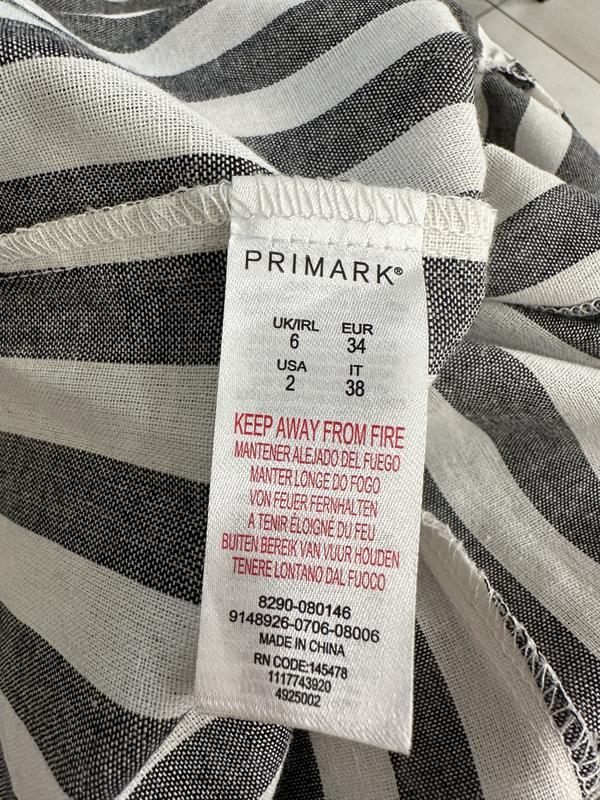 PRIMARK®
UK/IRL EUR
6 34
USA IT
2 38
KEEP AWAY FROM FIRE
MANTENER ALEJADO DEL FUEGO
MANTER LONGE DO FOGO
VON FEUER FERNHALTEN
A TENIR ÉLOIGNÉ DU FEU
BUITEN BEREIK VAN VUUR HOUDEN
TENERE LONTANO DAL FUOCO
8290-080146
9148926-0706-08006
MADE IN CHINA
RN CODE:145478
1117743920
4925002